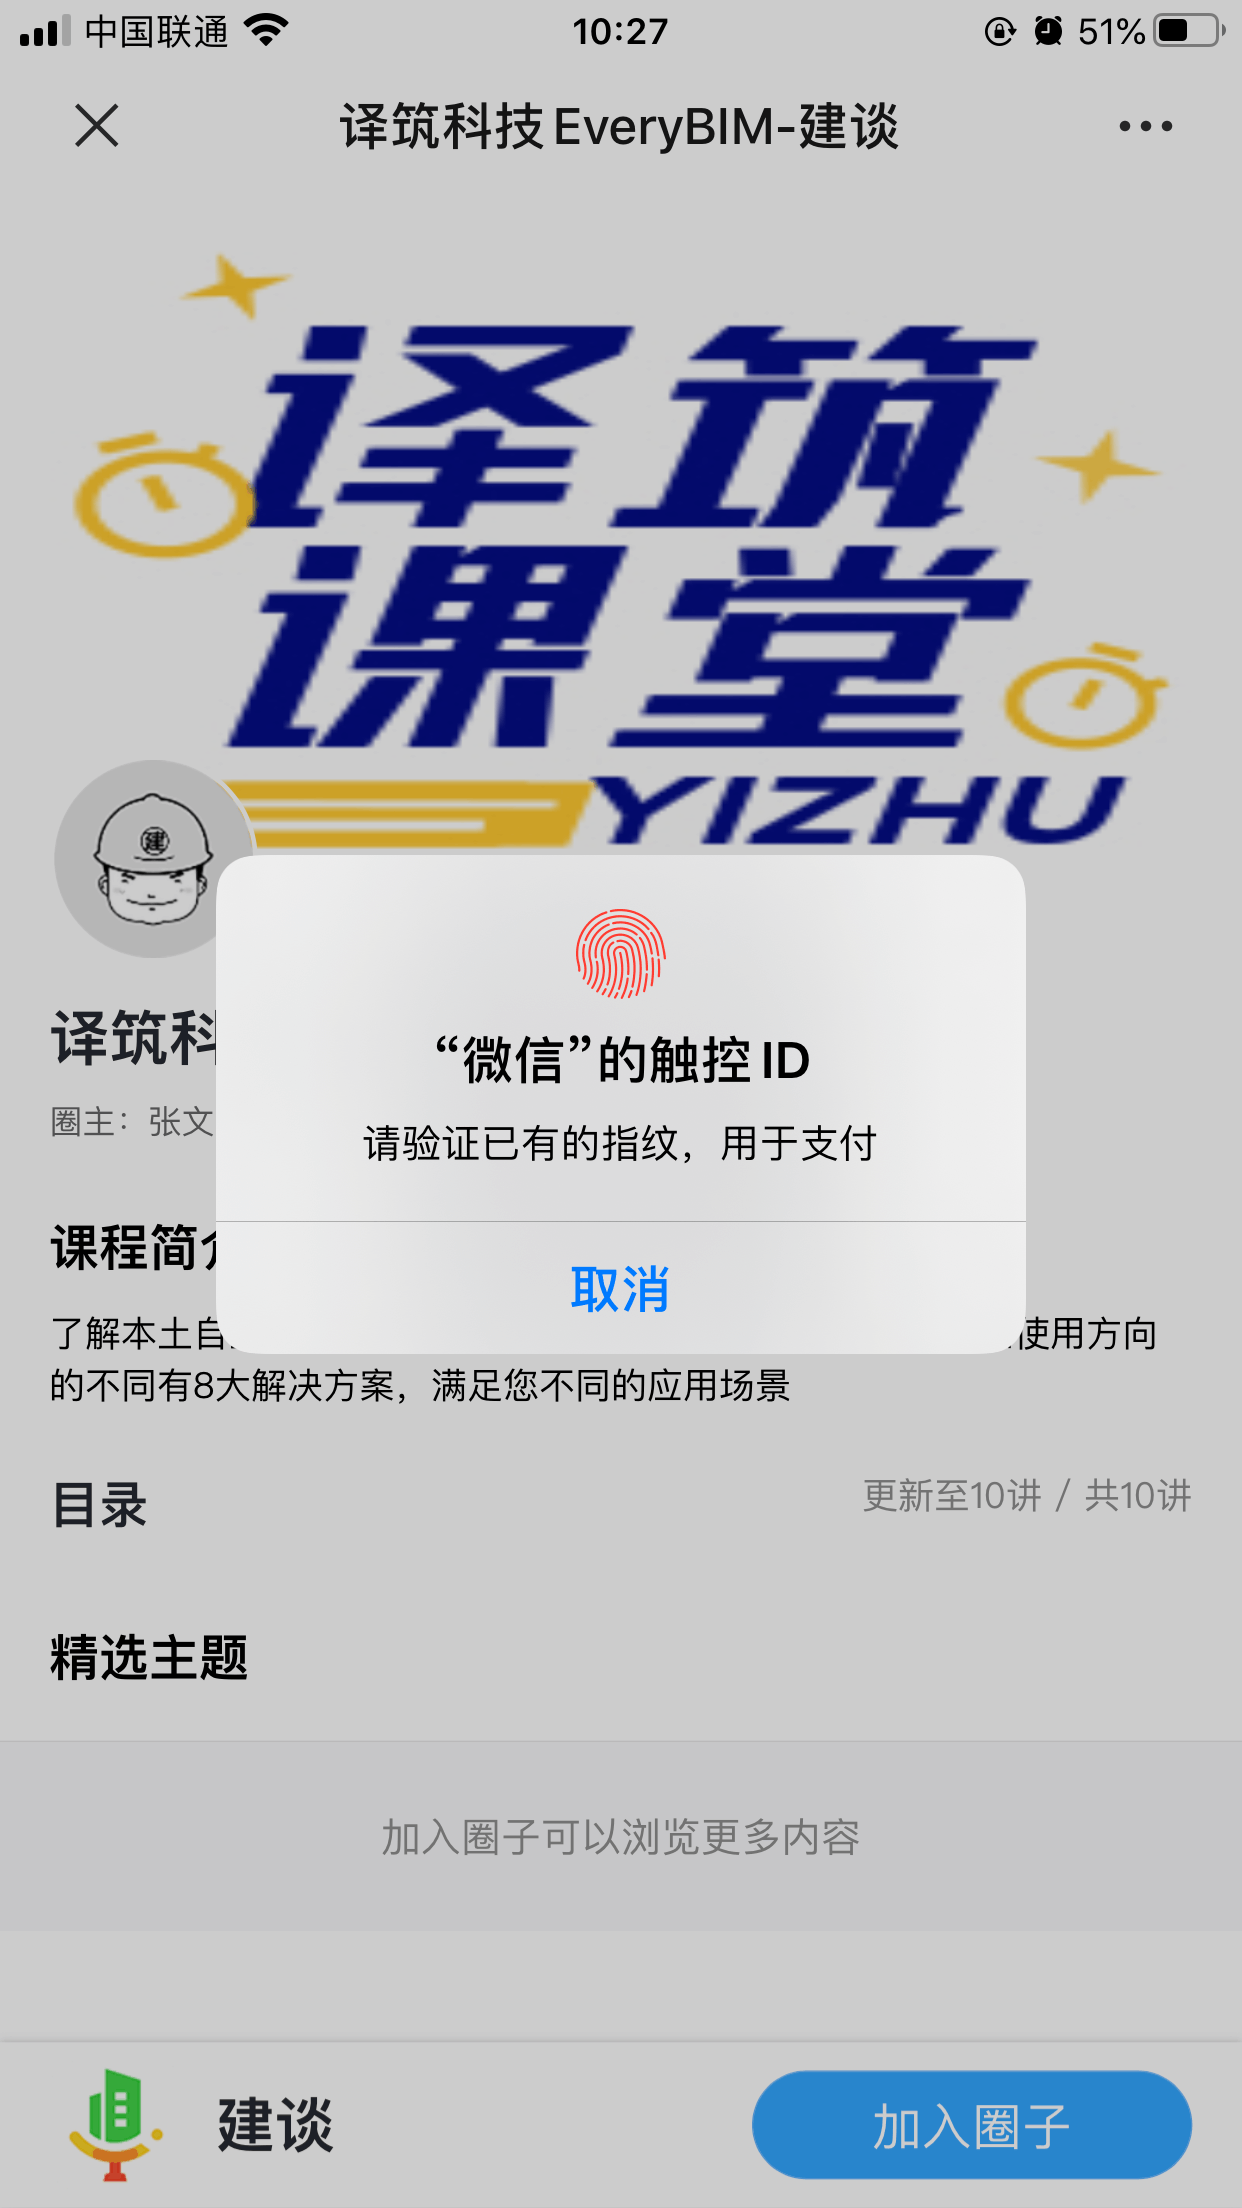 中国联通
10:27
51%
译筑科技EveryBIM-建谈
译筑
课堂
YIZHU
建
译筑科
圈主：张文
“微信”的触控 ID
请验证已有的指纹，用于支付
取消
课程简介
了解本土自
使用方向
的不同有8大解决方案，满足您不同的应用场景
目录
更新至10讲 / 共10讲
精选主题
加入圈子可以浏览更多内容
建谈
加入圈子